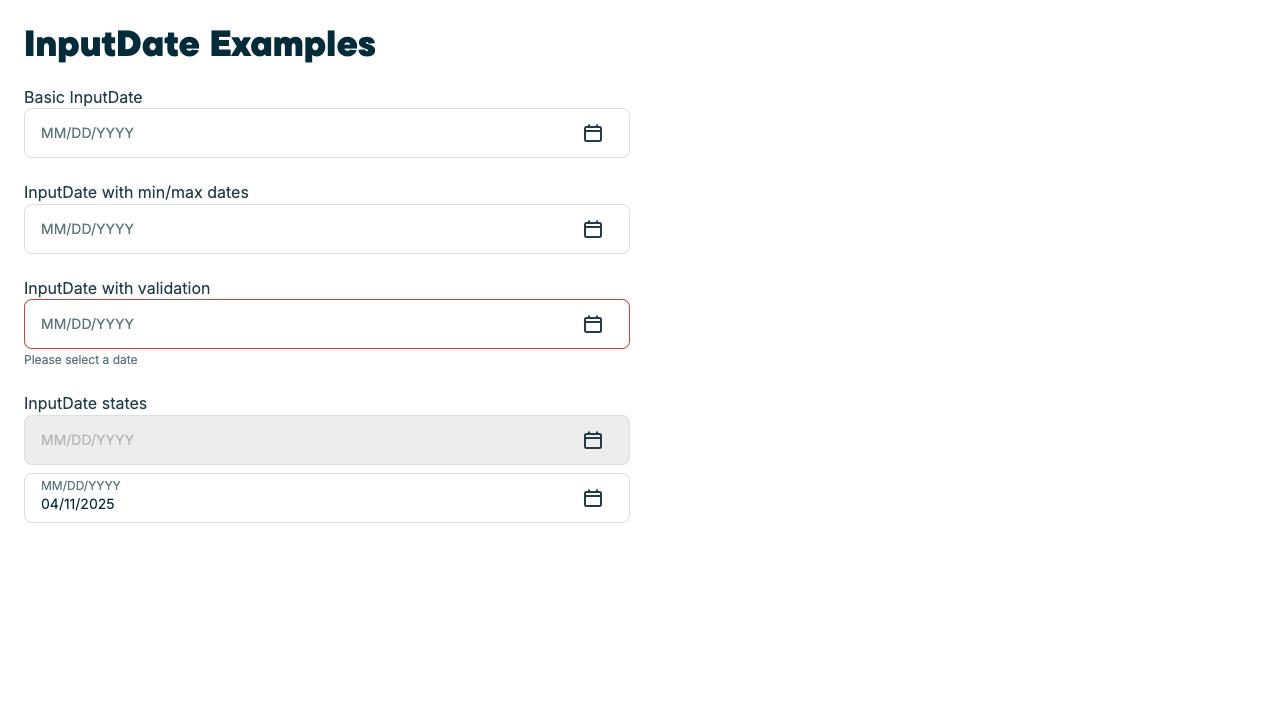 InputDate Examples
Basic InputDate
MM/DD/YYYY
InputDate with min/max dates
MM/DD/YYYY
InputDate with validation
MM/DD/YYYY
Please select a date
InputDate states
MM/DD/YYYY
MM/DD/YYYY
04/11/2025